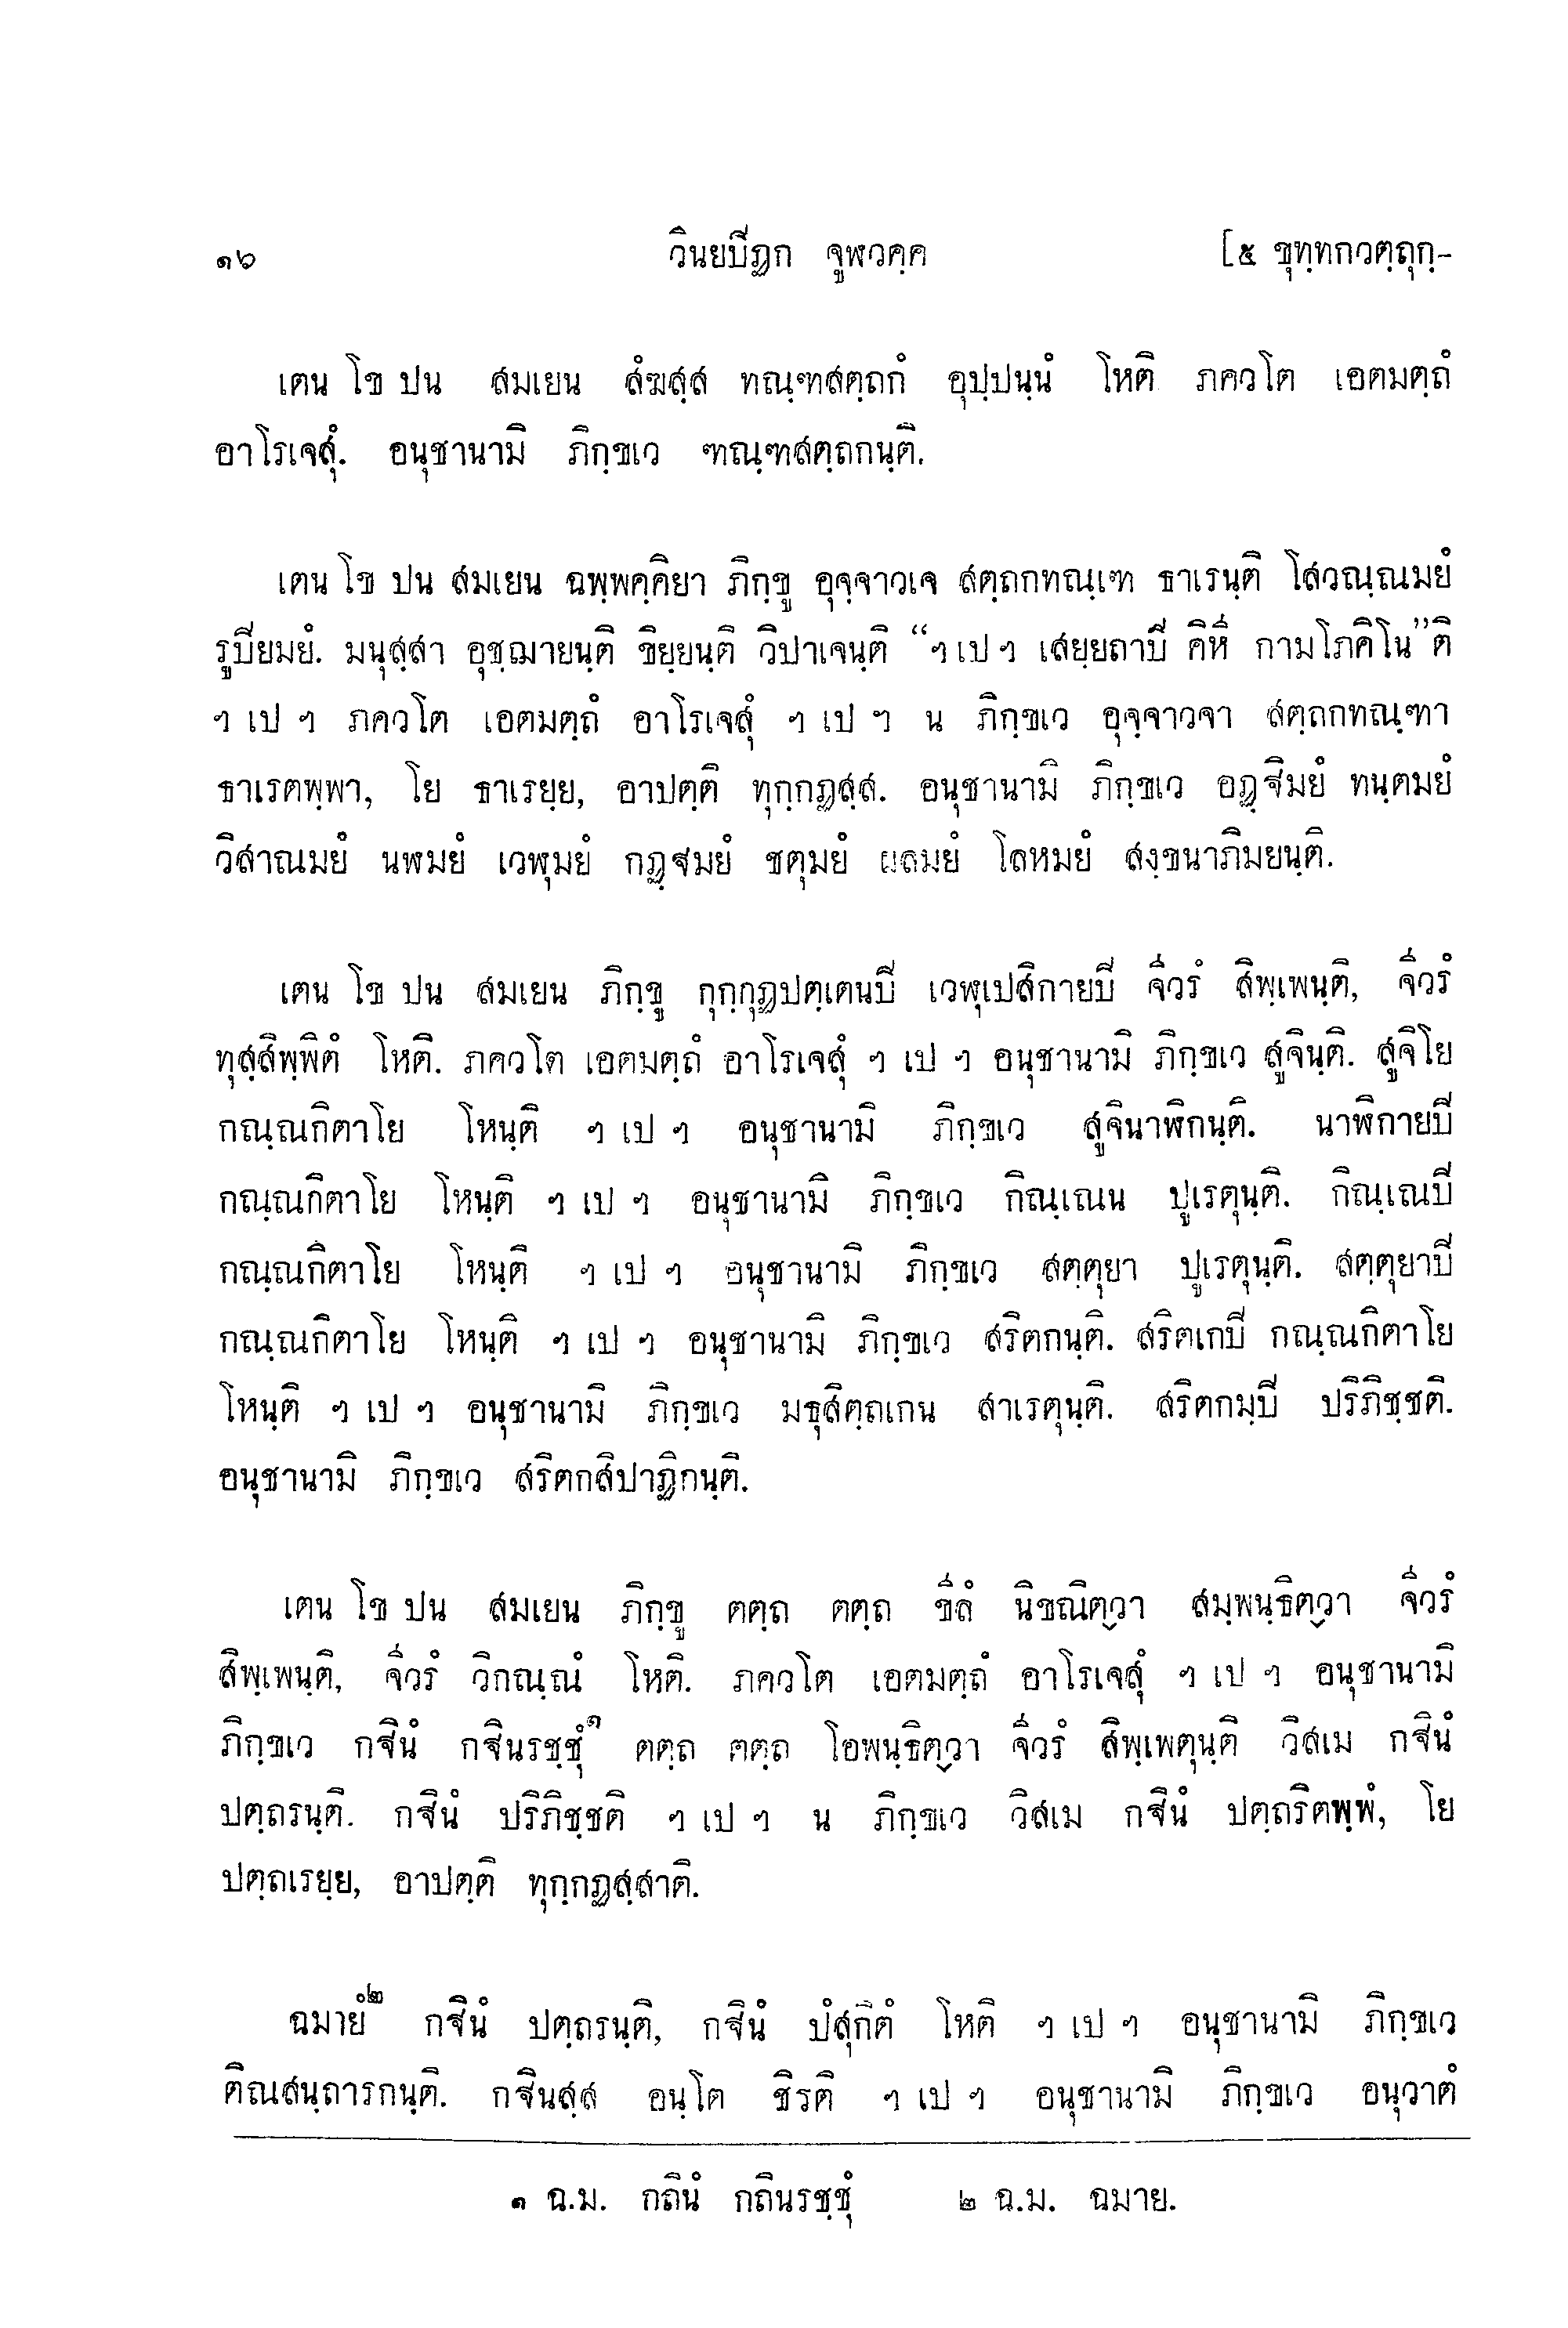 ๑๖ วินยปีฏก จูฬวคฺค [๕ ขุทฺทกวตฺถุกฺ-
เตน โข ปน สมเยน สํฆสฺส ทณฺฑสตฺถกํ อุปฺปนฺนํ โหติ ภควโต เอตมตฺถํ
อาโรเจสุํ. อนุชานามิ ภิกฺขเว ฑณฺฑสตฺถกนฺติ.
เตน โข ปน สมเยน ฉพฺพคฺคิยา ภิกฺขู อุจฺจาวเจ สตฺถกทณฺเฑ ธาเรนฺติ โสวณฺณมยํ
รูปิยมยํ. มนุสฺสา อุชฺฌายนฺติ ขิยฺยนฺติ วิปาเจนฺติ “ฯ เป ฯ เสยฺยถาปี คิหี กามโภคิโน”ติ
ฯ เป ฯ ภควโต เอตมตฺถํ อาโรเจสุํ ฯ เป ฯ น ภิกฺขเว อุจฺจาวจา สตฺถกทณฺฑา
ธาเรตพฺพา, โย ธาเรยฺย, อาปตฺติ ทุกฺกฏสฺส. อนุชานามิ ภิกฺขเว อฏฺฐิมยํ ทนฺตมยํ
วิสาณมยํ นฬมยํ เวฬุมยํ กฏฺฐมยํ ชตุมยํ ผลมยํ โลหมยํ สงฺขนาภิมยนฺติ.
เตน โข ปน สมเยน ภิกฺขู กุกฺกุฏปตฺเตนปี เวฬุเปสิกายปี จีวรํ สิพฺเพนฺติ, จีวรํ
ทุสฺสิพฺพิตํ โหติ. ภควโต เอตมตฺถํ อาโรเจสุํ ฯ เป ฯ อนุชานามิ ภิกฺขเว สูจินฺติ. สูจิโย
กณฺณกิตาโย โหนฺติ ฯ เป ฯ อนุชานามิ ภิกฺขเว สูจินาฬิกนฺติ. นาฬิกายปี
กณฺณกิตาโย โหนฺติ ฯ เป ฯ อนุชานามิ ภิกฺขเว กิณฺเณน ปูเรตุนฺติ. กิณฺเณปี
กณฺณกิตาโย โหนฺติ ฯ เป ฯ อนุชานามิ ภิกฺขเว สตฺตุยา ปูเรตุนฺติ. สตฺตุยาปี
กณฺณกิตาโย โหนฺติ ฯ เป ฯ อนุชานามิ ภิกฺขเว สริตกนฺติ. สริตเกปี กณฺณกิตาโย
โหนฺติ ฯ เป ฯ อนุชานามิ ภิกฺขเว มธุสิตฺถเกน สาเรตุนฺติ. สริตกมฺปี ปริภิชฺชติ.
อนุชานามิ ภิกฺขเว สริตกสิปาฏิกนฺติ.
เตน โข ปน สมเยน ภิกฺขู ตตฺถ ตตฺถ ขีลํ นิขณิตฺวา สมฺพนฺธิตฺวา จีวรํ
สิพฺเพนฺติ, จีวรํ วิกณฺณํ โหติ. ภควโต เอตมตฺถํ อาโรเจสุํ ฯ เป ฯ อนุชานามิ
ภิกฺขเว กฐินํ กฐินรชฺชุํ๑ ตตฺถ ตตฺถ โอพนฺธิตฺวา จีวรํ สิพฺเพตุนฺติ วิสเม กฐินํ
ปตฺถรนฺติ. กฐินํ ปริภิชฺชติ ฯ เป ฯ น ภิกฺขเว วิสเม กฐินํ ปตฺถริตพฺพํ, โย
ปตฺถเรยฺย, อาปตฺติ ทุกฺกฏสฺสาติ.
ฉมายํ๒ กฐินํ ปตฺถรนฺติ, กฐินํ ปํสุกิตํ โหติ ฯ เป ฯ อนุชานามิ ภิกฺขเว
ติณสนฺถารกนฺติ. กฐินสฺส อนฺโต ชิรติ ฯ เป ฯ อนุชานามิ ภิกฺขเว อนุวาตํ
๑ ฉ.ม. กถินํ กถินรชฺชุํ ๒ ฉ.ม. ฉมาย.